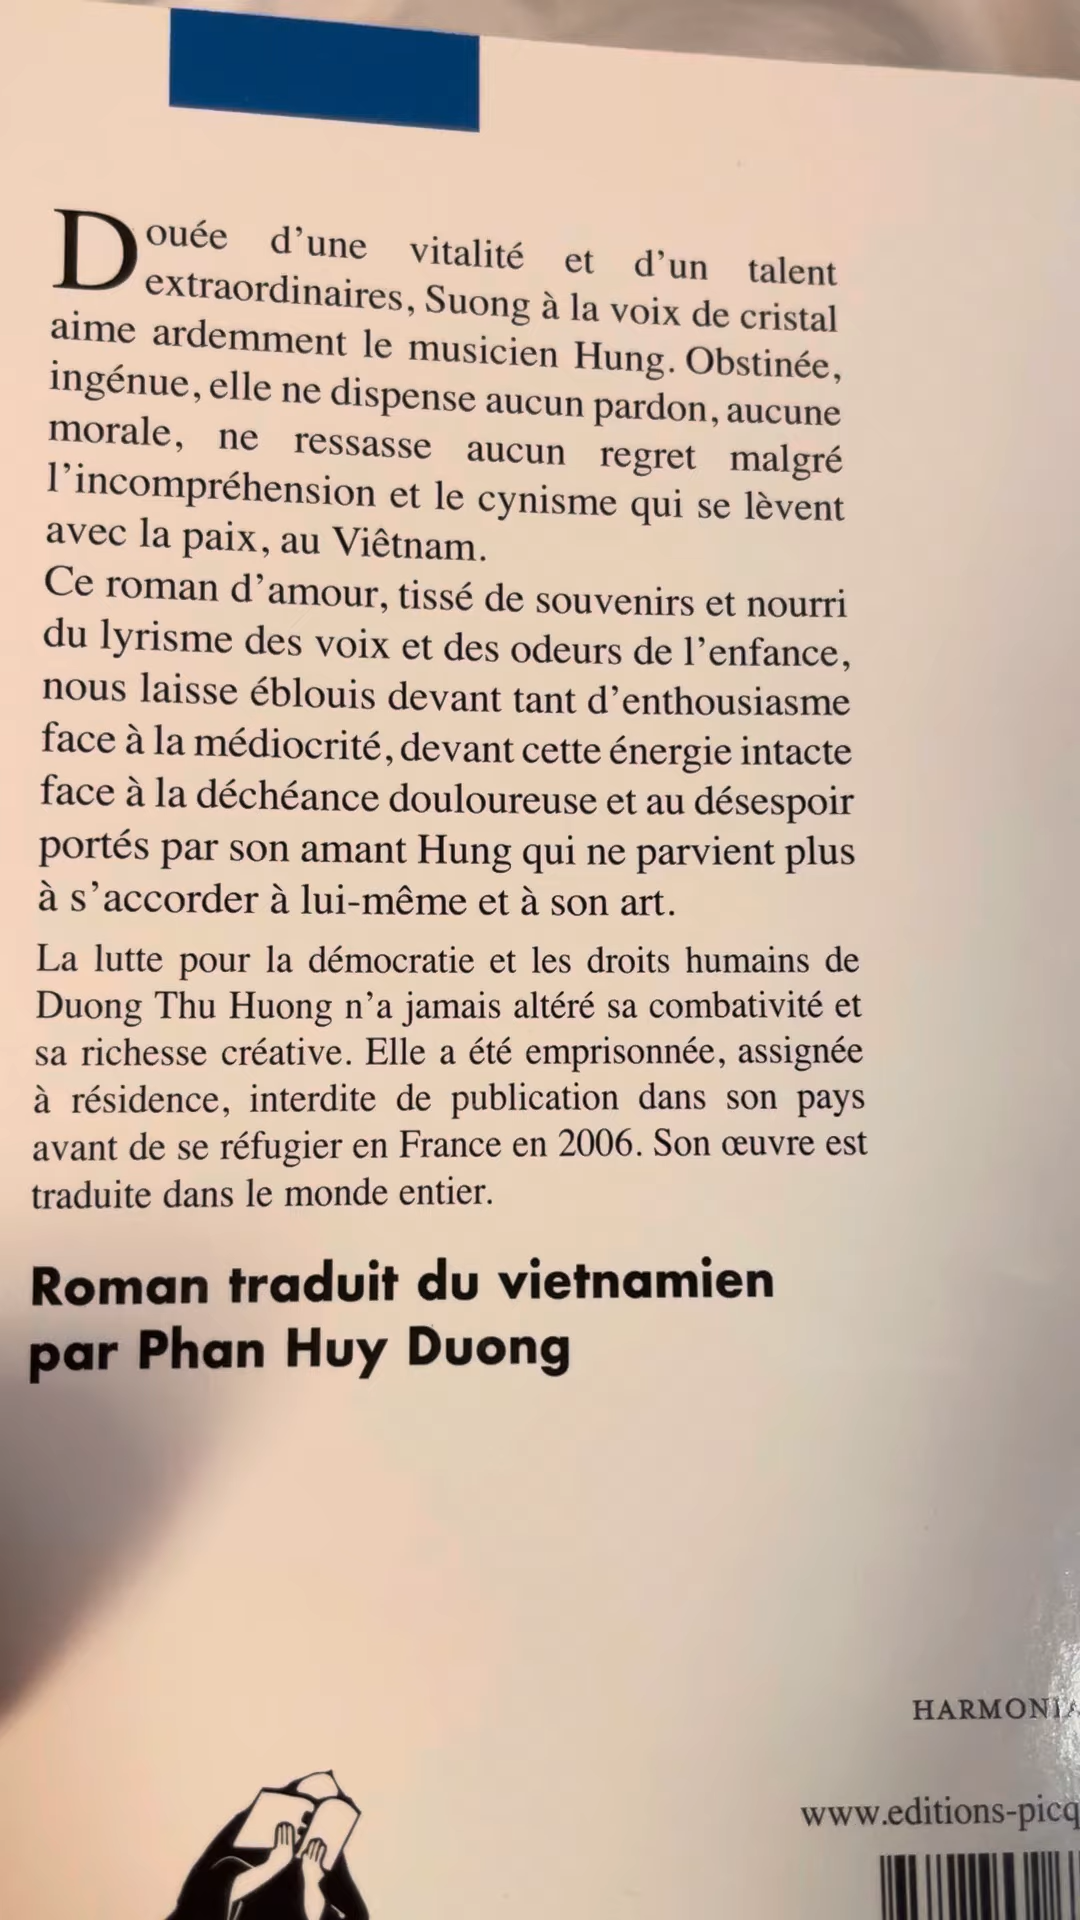 Douée d'une vitalité et d'un talent
extraordinaires, Suong à la voix de cristal
aime ardemment le musicien Hung. Obstinée,
ingénue, elle ne dispense aucun pardon, aucune
morale, ne ressasse aucun regret malgré
l'incompréhension et le cynisme qui se lèvent
avec la paix, au Viêtnam.
Ce roman d'amour, tissé de souvenirs et nourri
du lyrisme des voix et des odeurs de l'enfance,
nous laisse éblouis devant tant d'enthousiasme
face à la médiocrité, devant cette énergie intacte
face à la déchéance douloureuse et au désespoir
portés par son amant Hung qui ne parvient plus
à s'accorder à lui-même et à son art.
La lutte pour la démocratie et les droits humains de
Duong Thu Huong n'a jamais altéré sa combativité et
sa richesse créative. Elle a été emprisonnée, assignée
à résidence, interdite de publication dans son pays
avant de se réfugier en France en 2006. Son œuvre est
traduite dans le monde entier.
Roman traduit du vietnamien
par Phan Huy Duong
HARMONIA
www.editions-picq